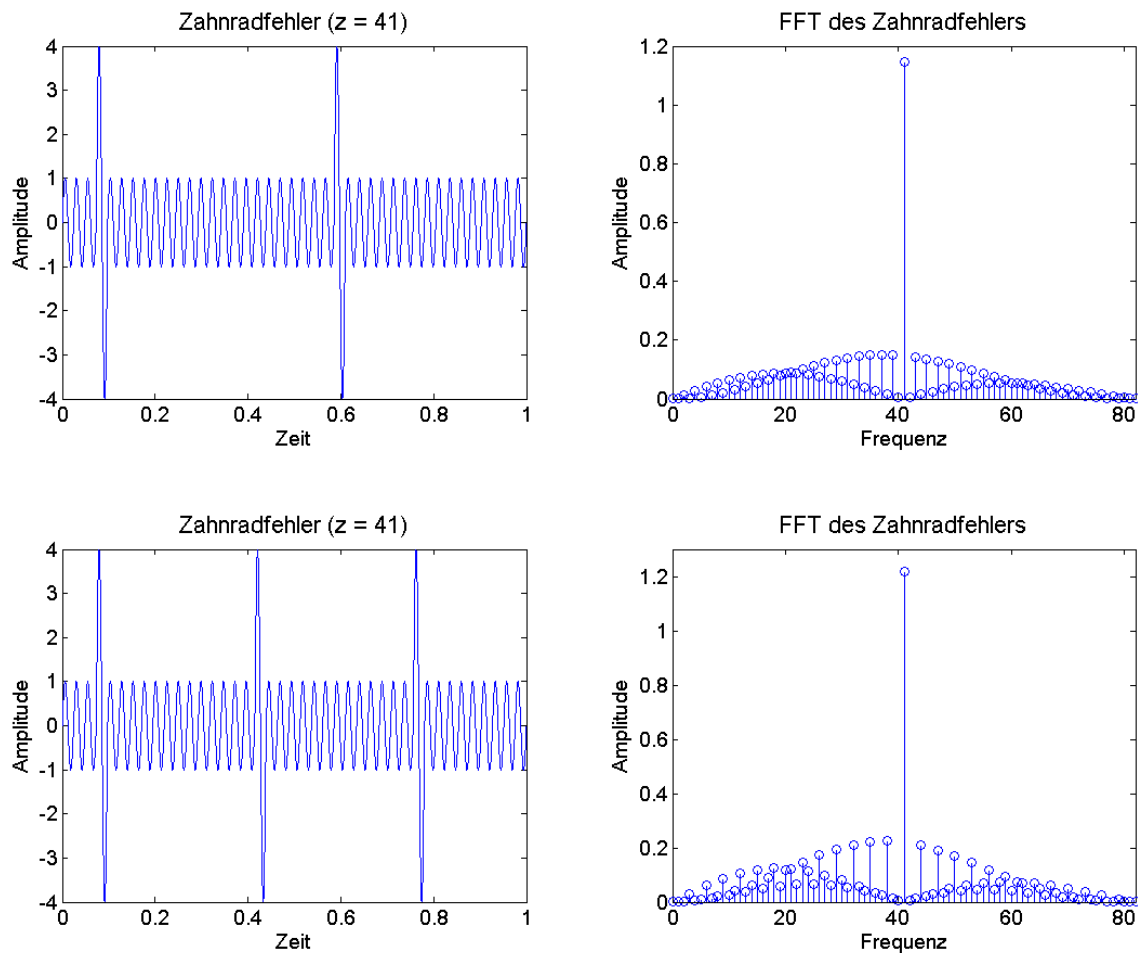 Zahnradfehler (z = 41)
4
3
2
1
0
-1
-2
-3
-4
Amplitude
0 0.2 0.4 0.6 0.8 1
Zeit
FFT des Zahnradfehlers
1.2
1
0.8
0.6
0.4
0.2
0
Amplitude
0 20 40 60 80
Frequenz
Zahnradfehler (z = 41)
4
3
2
1
0
-1
-2
-3
-4
Amplitude
0 0.2 0.4 0.6 0.8 1
Zeit
FFT des Zahnradfehlers
1.2
1
0.8
0.6
0.4
0.2
0
Amplitude
0 20 40 60 80
Frequenz